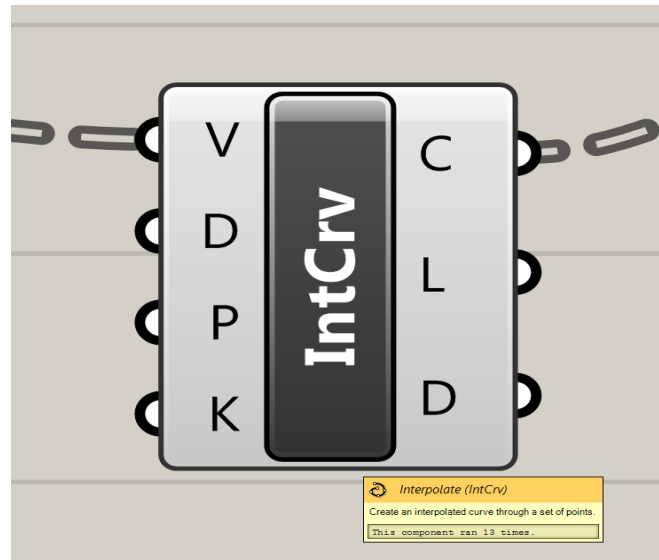 V
D
P
K
IntCrv
C
L
D
Interpolate (IntCrv)
Create an interpolated curve through a set of points.
This component ran 13 times.